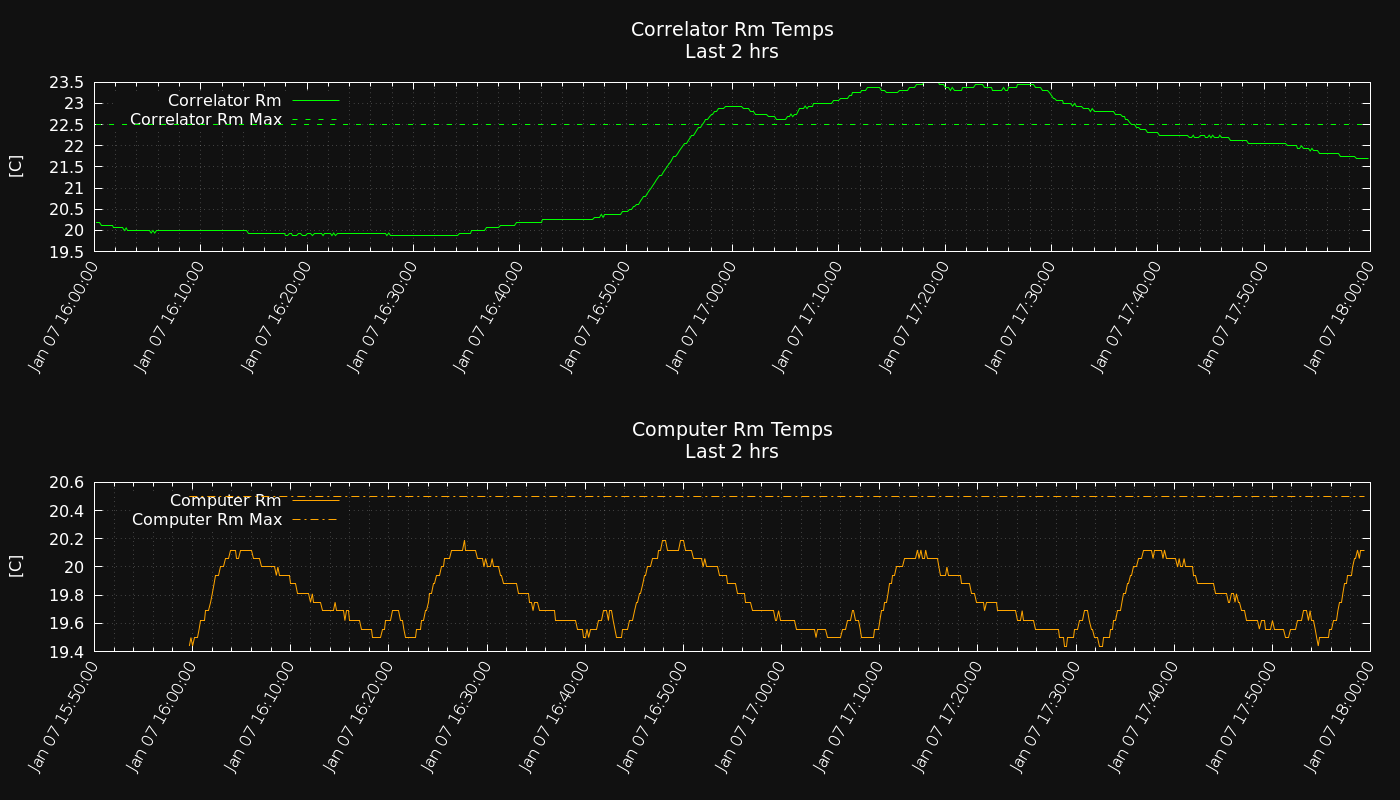 Correlator Rm Temps
Last 2 hrs
23.5
23
22.5
22
21.5
21
20.5
20
19.5
[C]
Correlator Rm
Correlator Rm Max
Jan 07 16:00:00
Jan 07 16:10:00
Jan 07 16:20:00
Jan 07 16:30:00
Jan 07 16:40:00
Jan 07 16:50:00
Jan 07 17:00:00
Jan 07 17:10:00
Jan 07 17:20:00
Jan 07 17:30:00
Jan 07 17:40:00
Jan 07 17:50:00
Jan 07 18:00:00
Computer Rm Temps
Last 2 hrs
20.6
20.4
20.2
20
19.8
19.6
19.4
[C]
Computer Rm
Computer Rm Max
Jan 07 15:50:00
Jan 07 16:00:00
Jan 07 16:10:00
Jan 07 16:20:00
Jan 07 16:30:00
Jan 07 16:40:00
Jan 07 16:50:00
Jan 07 17:00:00
Jan 07 17:10:00
Jan 07 17:20:00
Jan 07 17:30:00
Jan 07 17:40:00
Jan 07 17:50:00
Jan 07 18:00:00